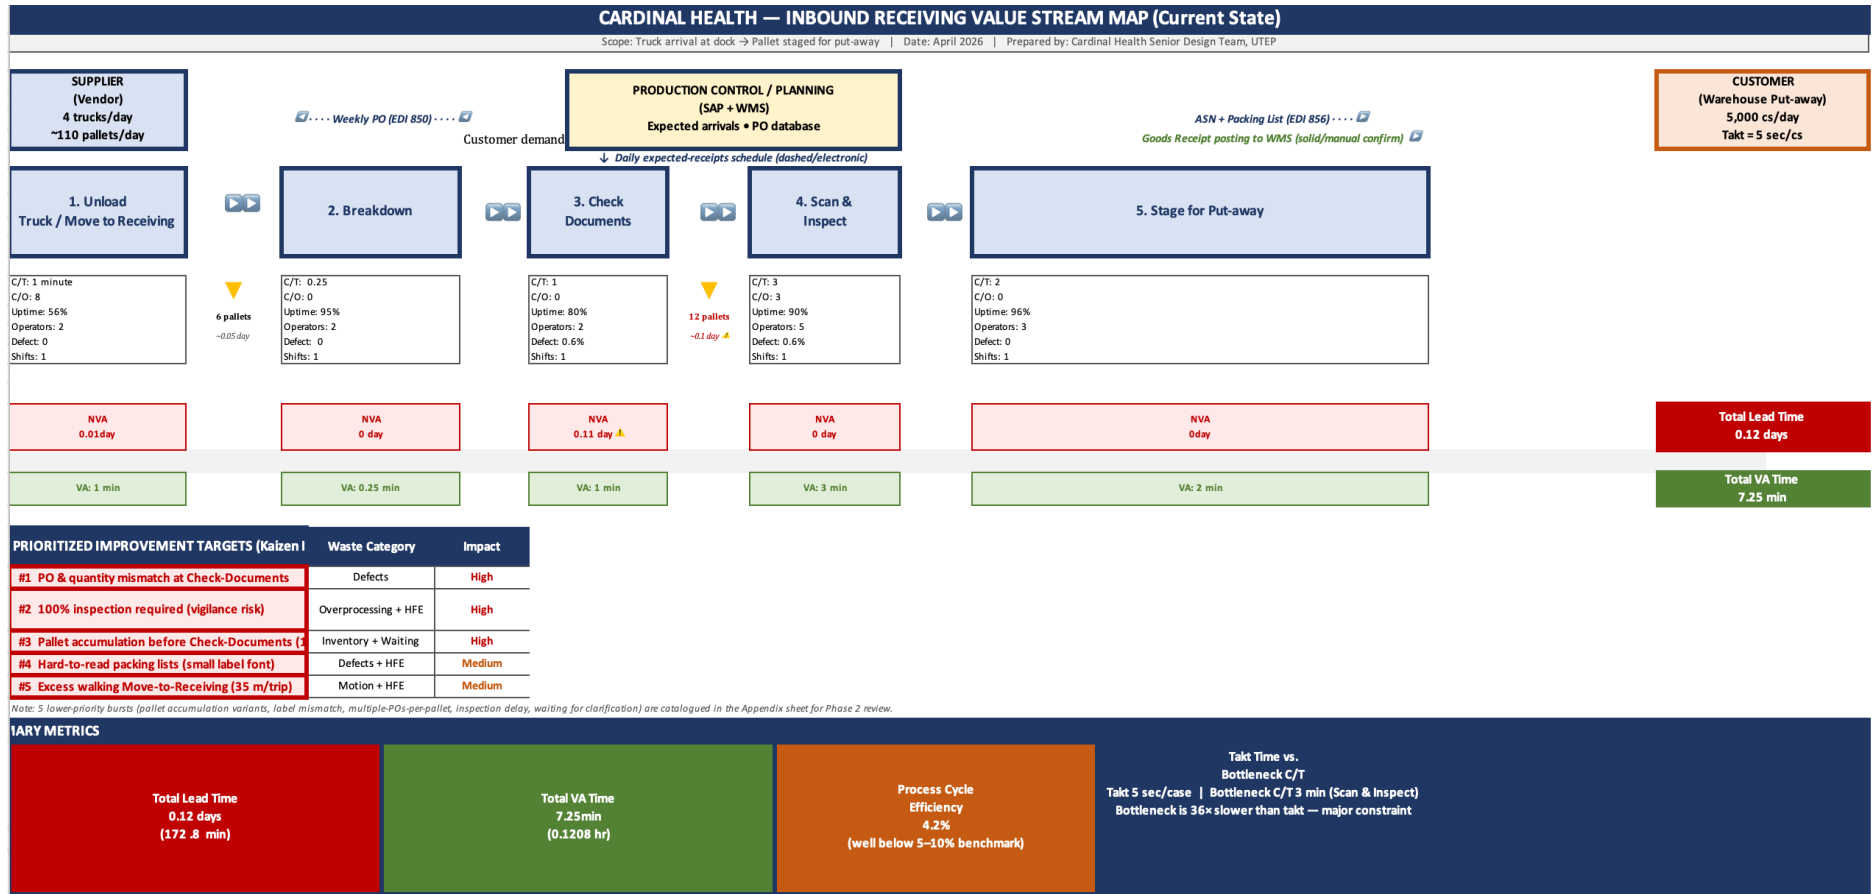 CARDINAL HEALTH — INBOUND RECEIVING VALUE STREAM MAP (Current State)
Scope: Truck arrival at dock → Pallet staged for put-away | Date: April 2026 | Prepared by: Cardinal Health Senior Design Team, UTEP
SUPPLIER
(Vendor)
4 trucks/day
~110 pallets/day
◀ · · · · Weekly PO (EDI 850) · · · · ◀
Customer demand
PRODUCTION CONTROL / PLANNING
(SAP + WMS)
Expected arrivals • PO database
ASN + Packing List (EDI 856) · · · · ▶
Goods Receipt posting to WMS (solid/manual confirm) ▶
CUSTOMER
(Warehouse Put-away)
5,000 cs/day
Takt = 5 sec/cs
↓ Daily expected-receipts schedule (dashed/electronic)
1. Unload
Truck / Move to Receiving
2. Breakdown
3. Check
Documents
4. Scan &
Inspect
5. Stage for Put-away
C/T: 1 minute
C/O: 8
Uptime: 56%
Operators: 2
Defect: 0
Shifts: 1
6 pallets
~0.05 day
C/T: 0.25
C/O: 0
Uptime: 95%
Operators: 2
Defect: 0
Shifts: 1
C/T: 1
C/O: 0
Uptime: 80%
Operators: 2
Defect: 0.6%
Shifts: 1
12 pallets
~0.1 day ⚠
C/T: 3
C/O: 3
Uptime: 90%
Operators: 5
Defect: 0.6%
Shifts: 1
C/T: 2
C/O: 0
Uptime: 96%
Operators: 3
Defect: 0
Shifts: 1
NVA
0.01day
NVA
0 day
NVA
0.11 day ⚠
NVA
0 day
NVA
0day
Total Lead Time
0.12 days
VA: 1 min
VA: 0.25 min
VA: 1 min
VA: 3 min
VA: 2 min
Total VA Time
7.25 min
PRIORITIZED IMPROVEMENT TARGETS (Kaizen
Waste Category
Impact
#1 PO & quantity mismatch at Check-Documents
Defects
High
#2 100% inspection required (vigilance risk)
Overprocessing + HFE
High
#3 Pallet accumulation before Check-Documents (1
Inventory + Waiting
High
#4 Hard-to-read packing lists (small label font)
Defects + HFE
Medium
#5 Excess walking Move-to-Receiving (35 m/trip)
Motion + HFE
Medium
Note: 5 lower-priority bursts (pallet accumulation variants, label mismatch, multiple-POs-per-pallet, inspection delay, waiting for clarification) are catalogued in the Appendix sheet for Phase 2 review.
MARY METRICS
Total Lead Time
0.12 days
(172 .8 min)
Total VA Time
7.25min
(0.1208 hr)
Process Cycle
Efficiency
4.2%
(well below 5–10% benchmark)
Takt Time vs.
Bottleneck C/T
Takt 5 sec/case | Bottleneck C/T 3 min (Scan & Inspect)
Bottleneck is 36× slower than takt — major constraint